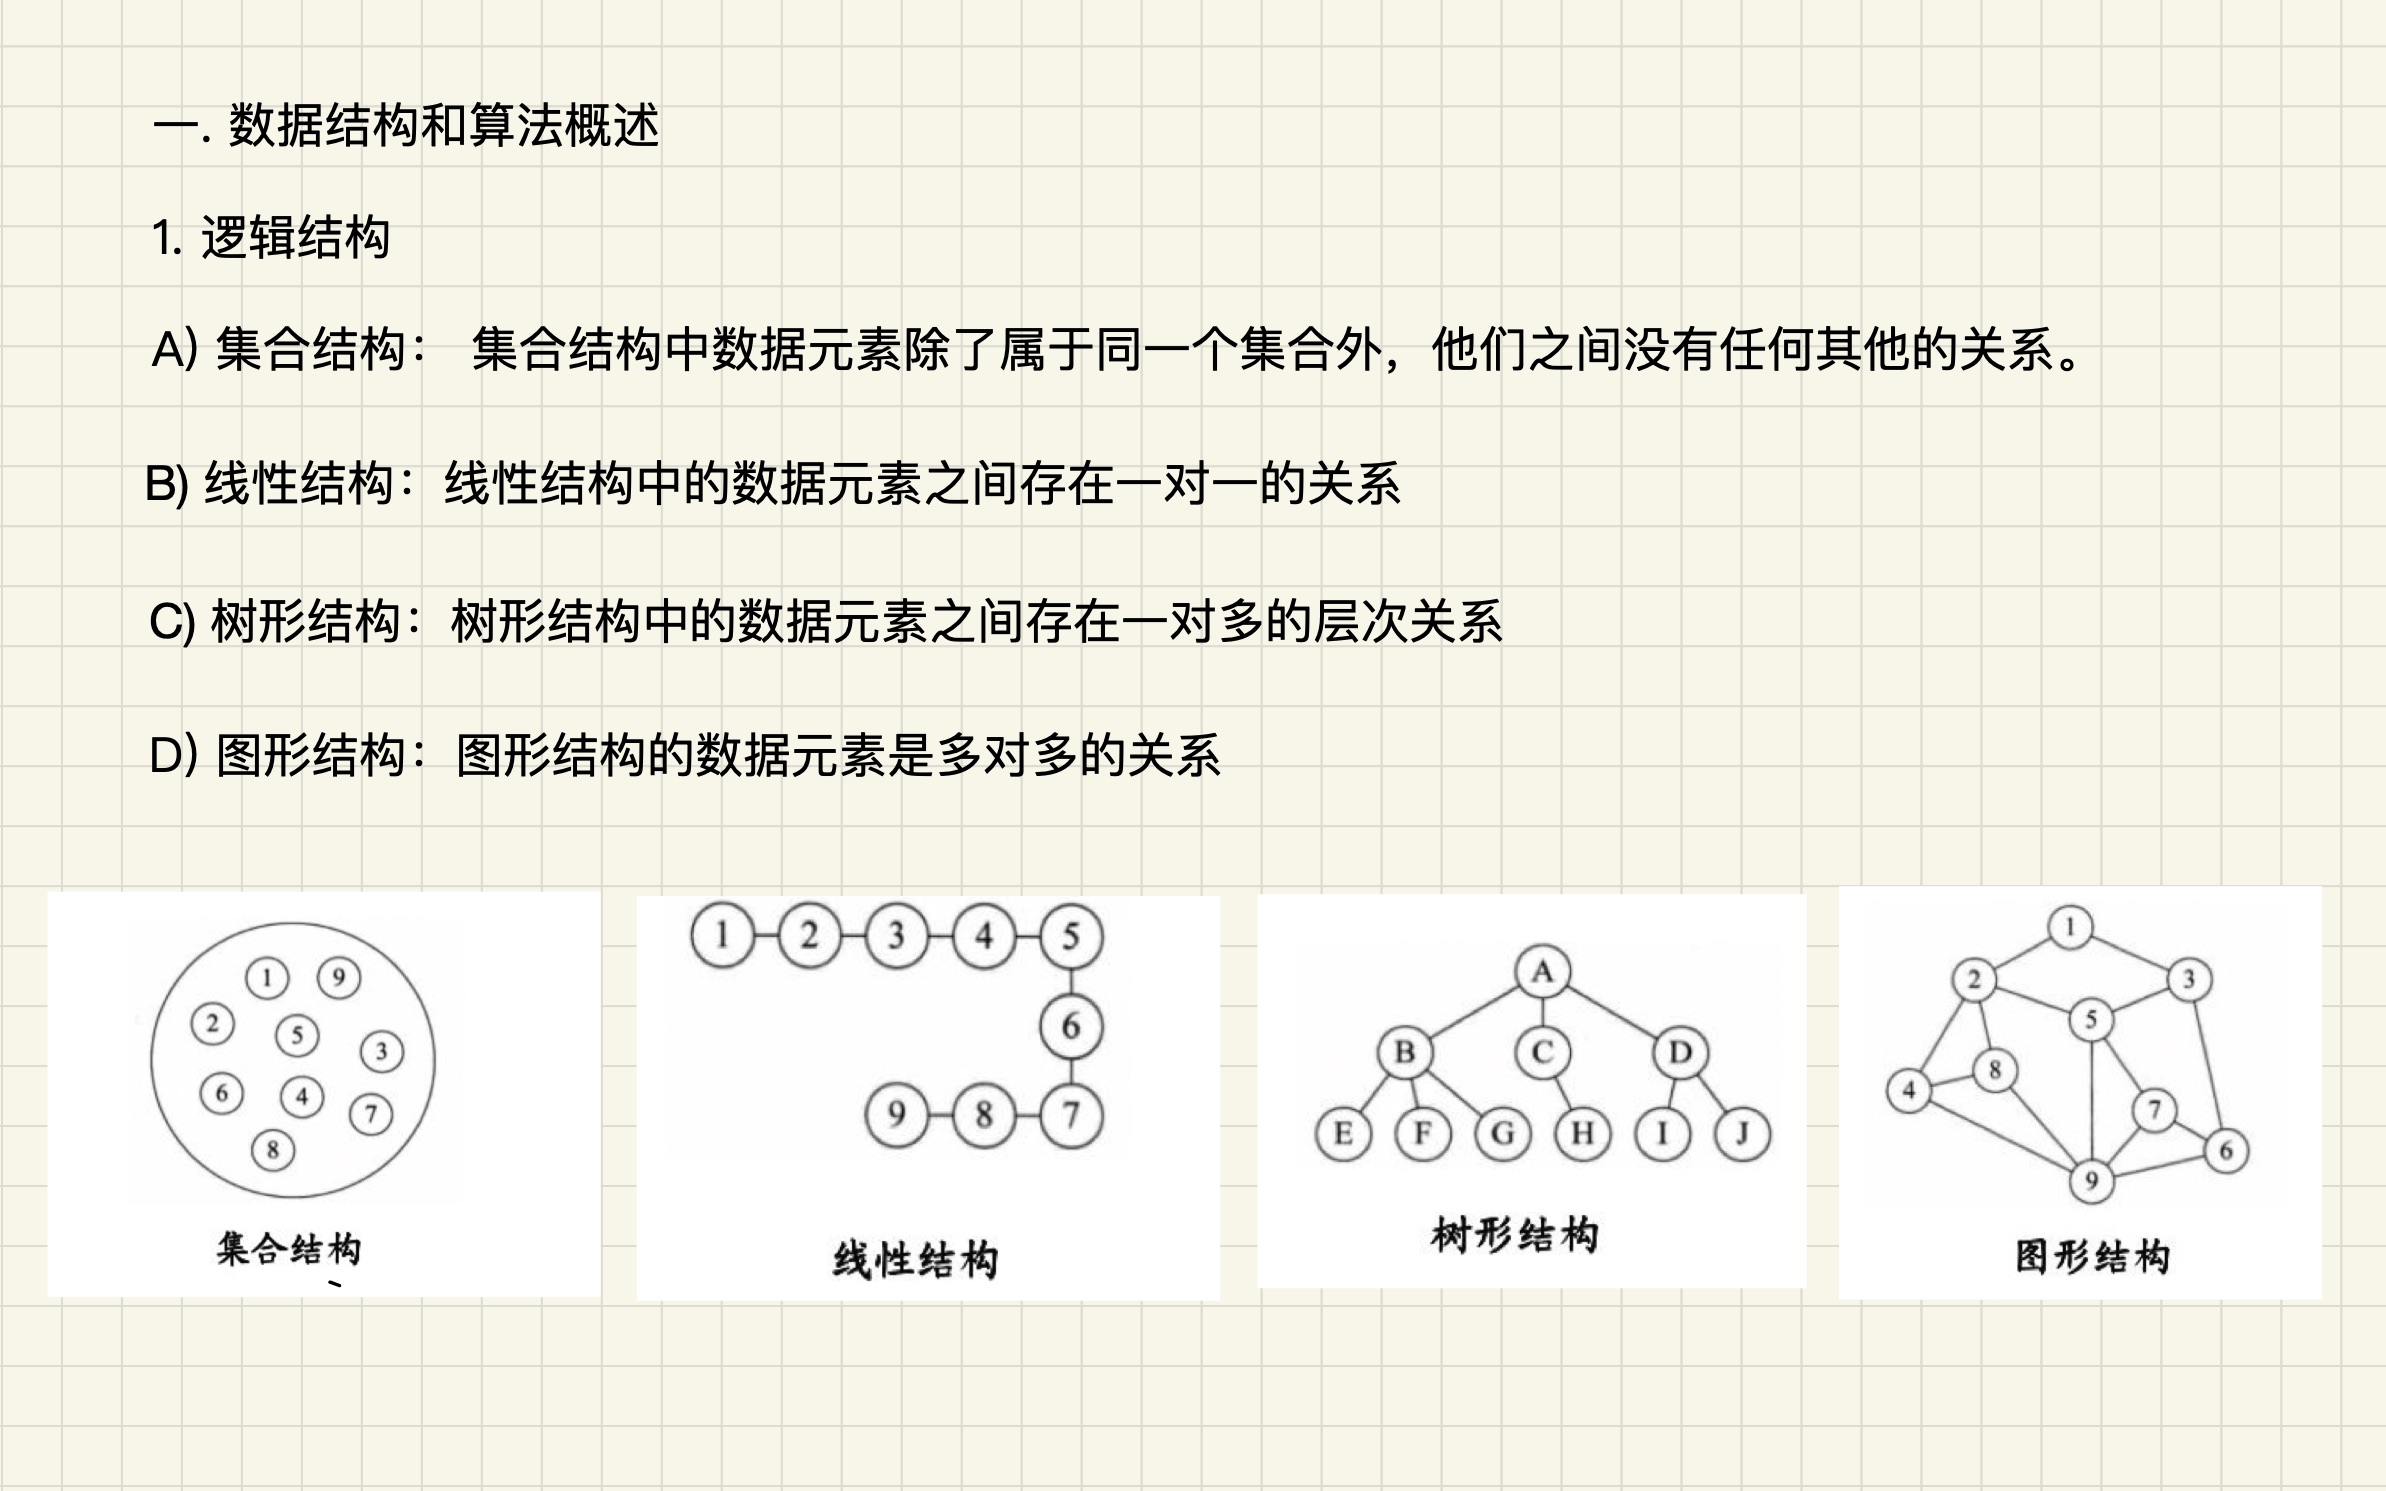 一. 数据结构和算法概述
1. 逻辑结构
A) 集合结构： 集合结构中数据元素除了属于同一个集合外，他们之间没有任何其他的关系。
B) 线性结构：线性结构中的数据元素之间存在一对一的关系
C) 树形结构：树形结构中的数据元素之间存在一对多的层次关系
D) 图形结构：图形结构的数据元素是多对多的关系
1 9
2 5 3
6 4 7
8
集合结构
1 2 3 4 5
6
9 8 7
线性结构
A
B C D
E F G H I J
树形结构
1
2 3
5
8
4 7
6
9
图形结构